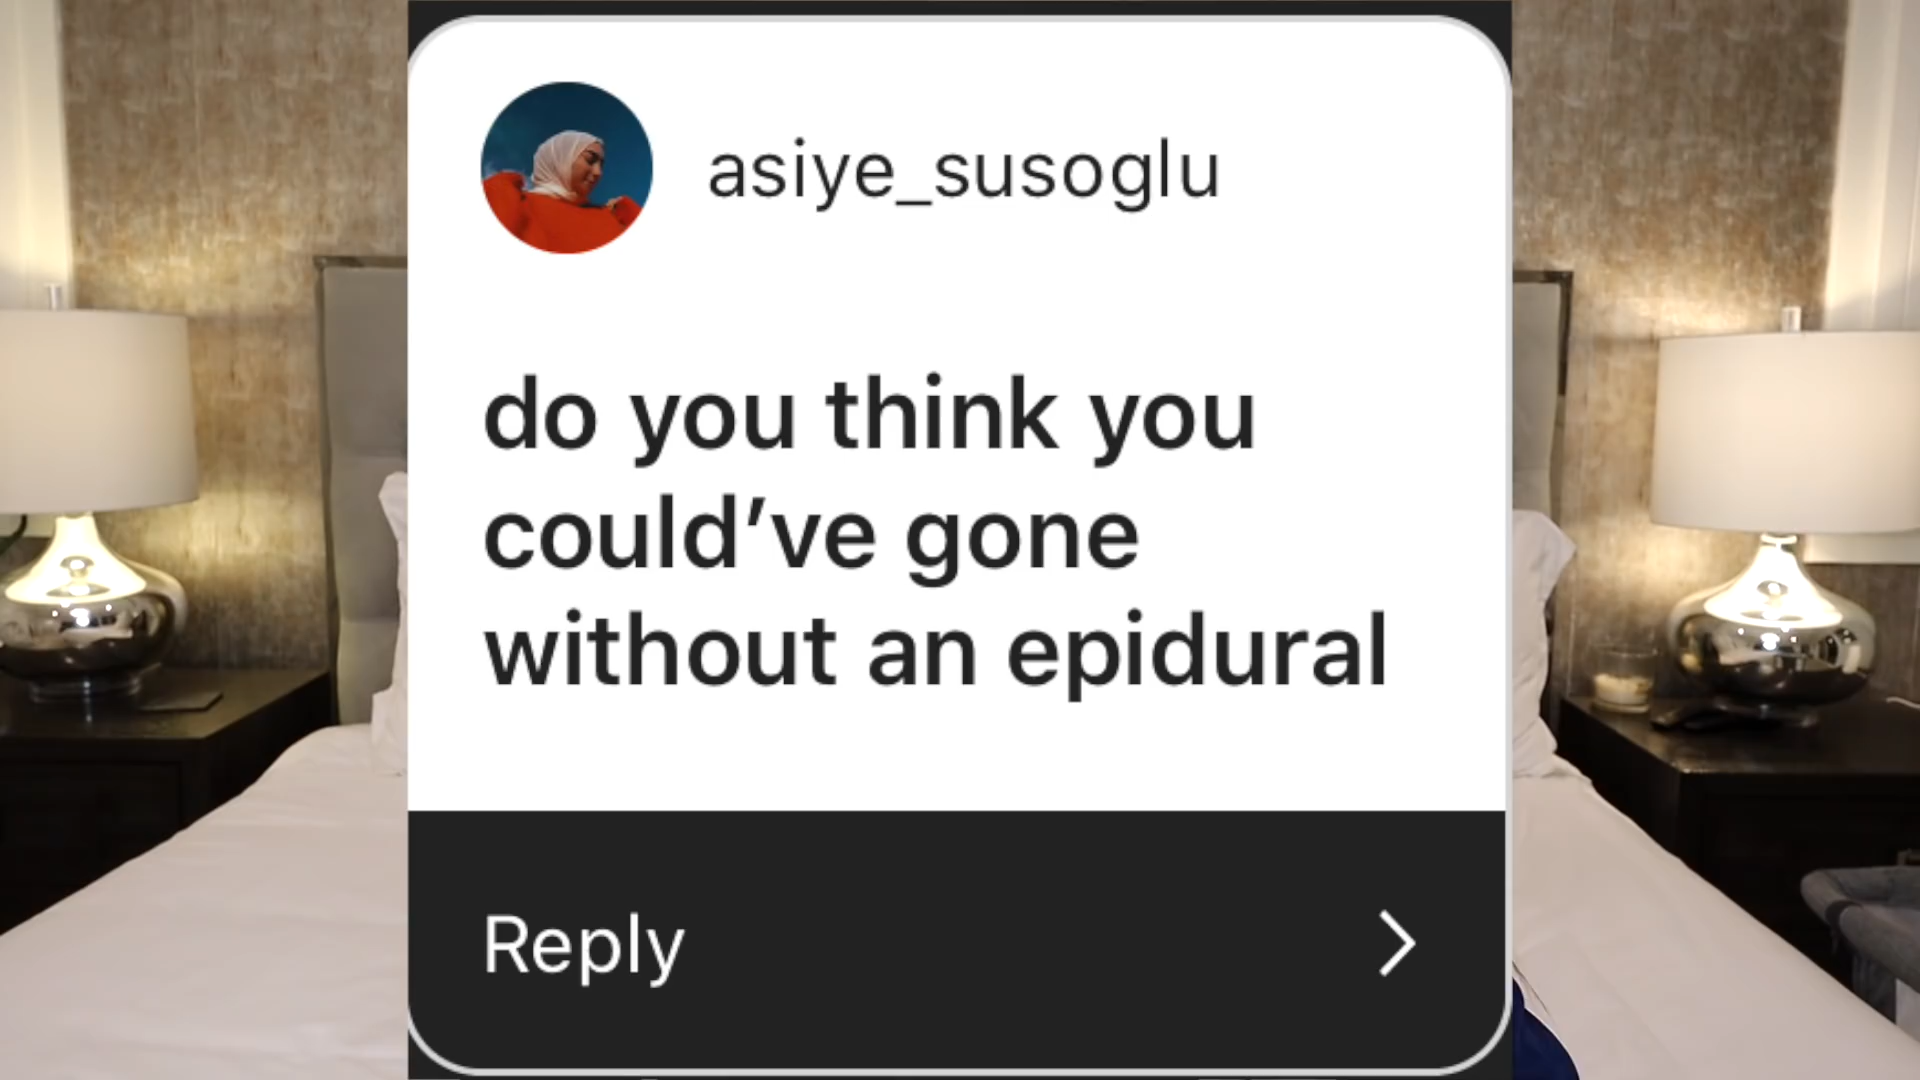 asiye_susoglu
do you think you
could’ve gone
without an epidural
Reply